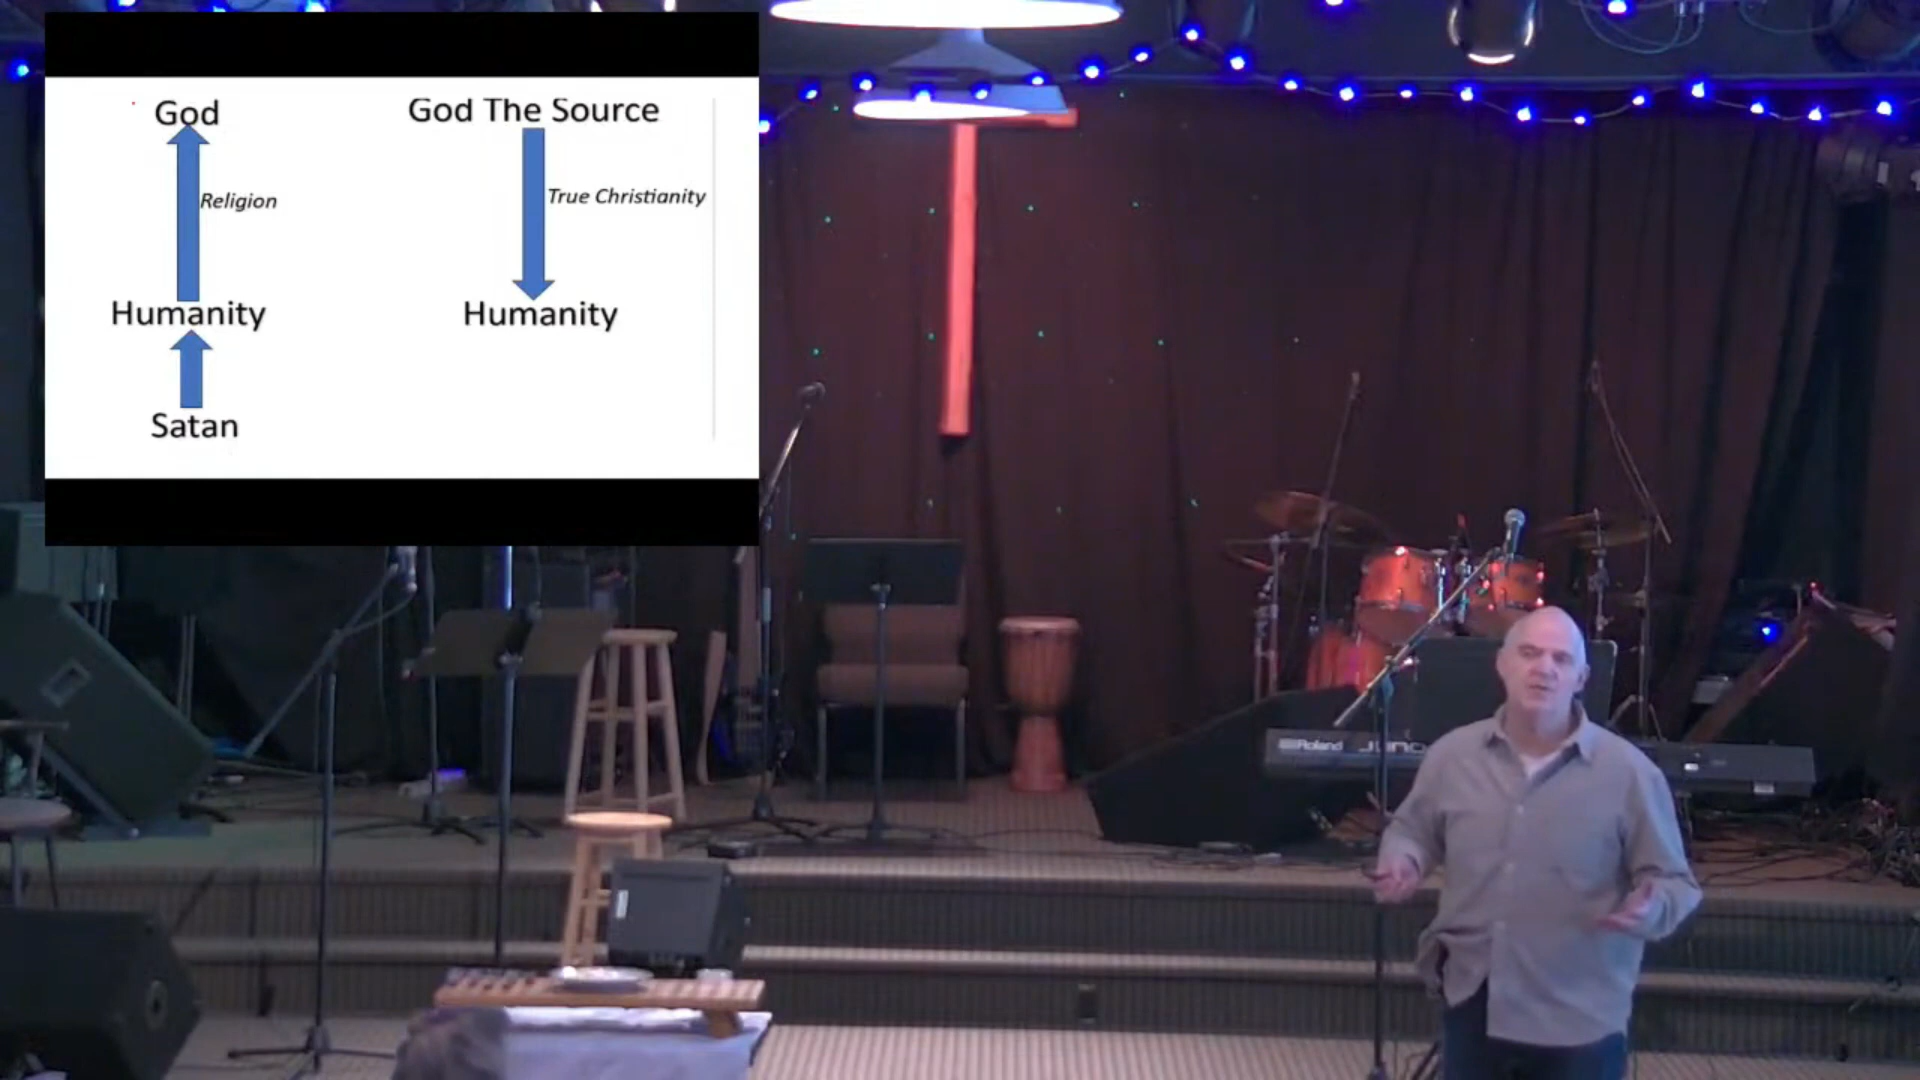 God
God The Source
Religion
True Christianity
Humanity
Humanity
Satan
Roland